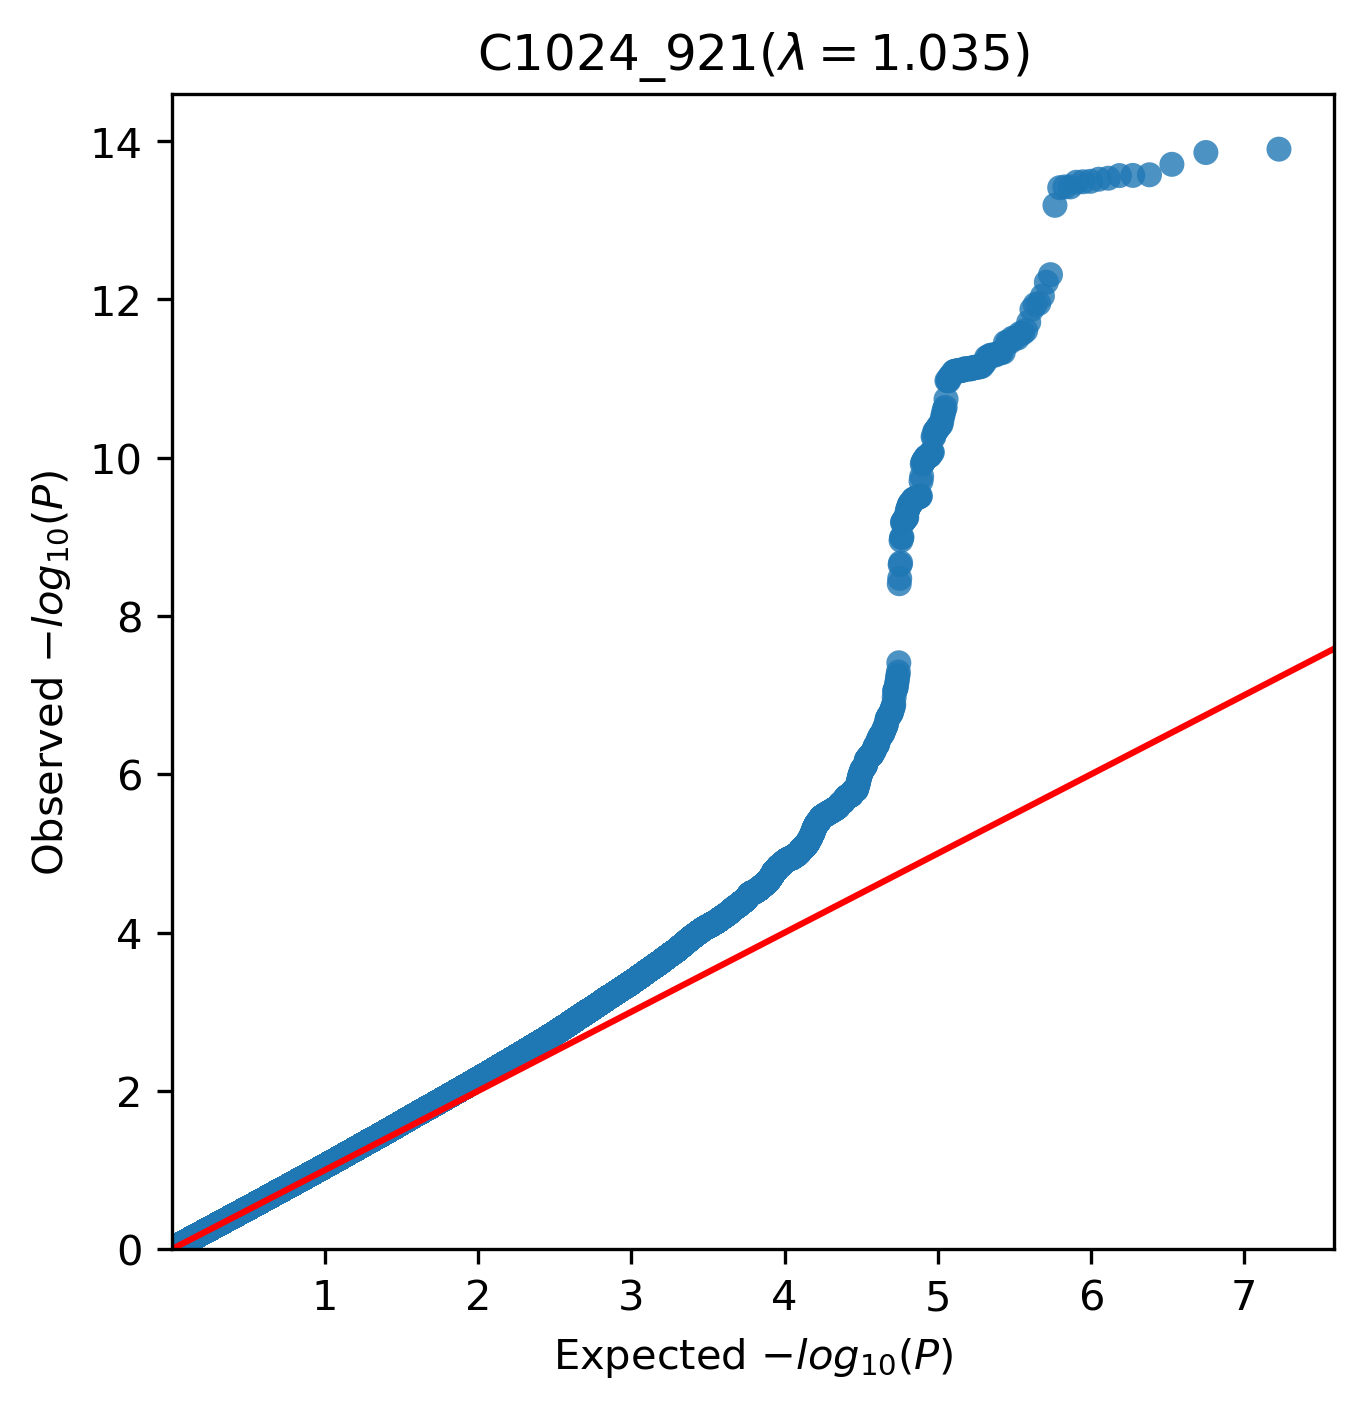 C1024_921(λ = 1.035)
Observed −log₁₀(P)
14
12
10
8
6
4
2
0
1 2 3 4 5 6 7
Expected −log₁₀(P)